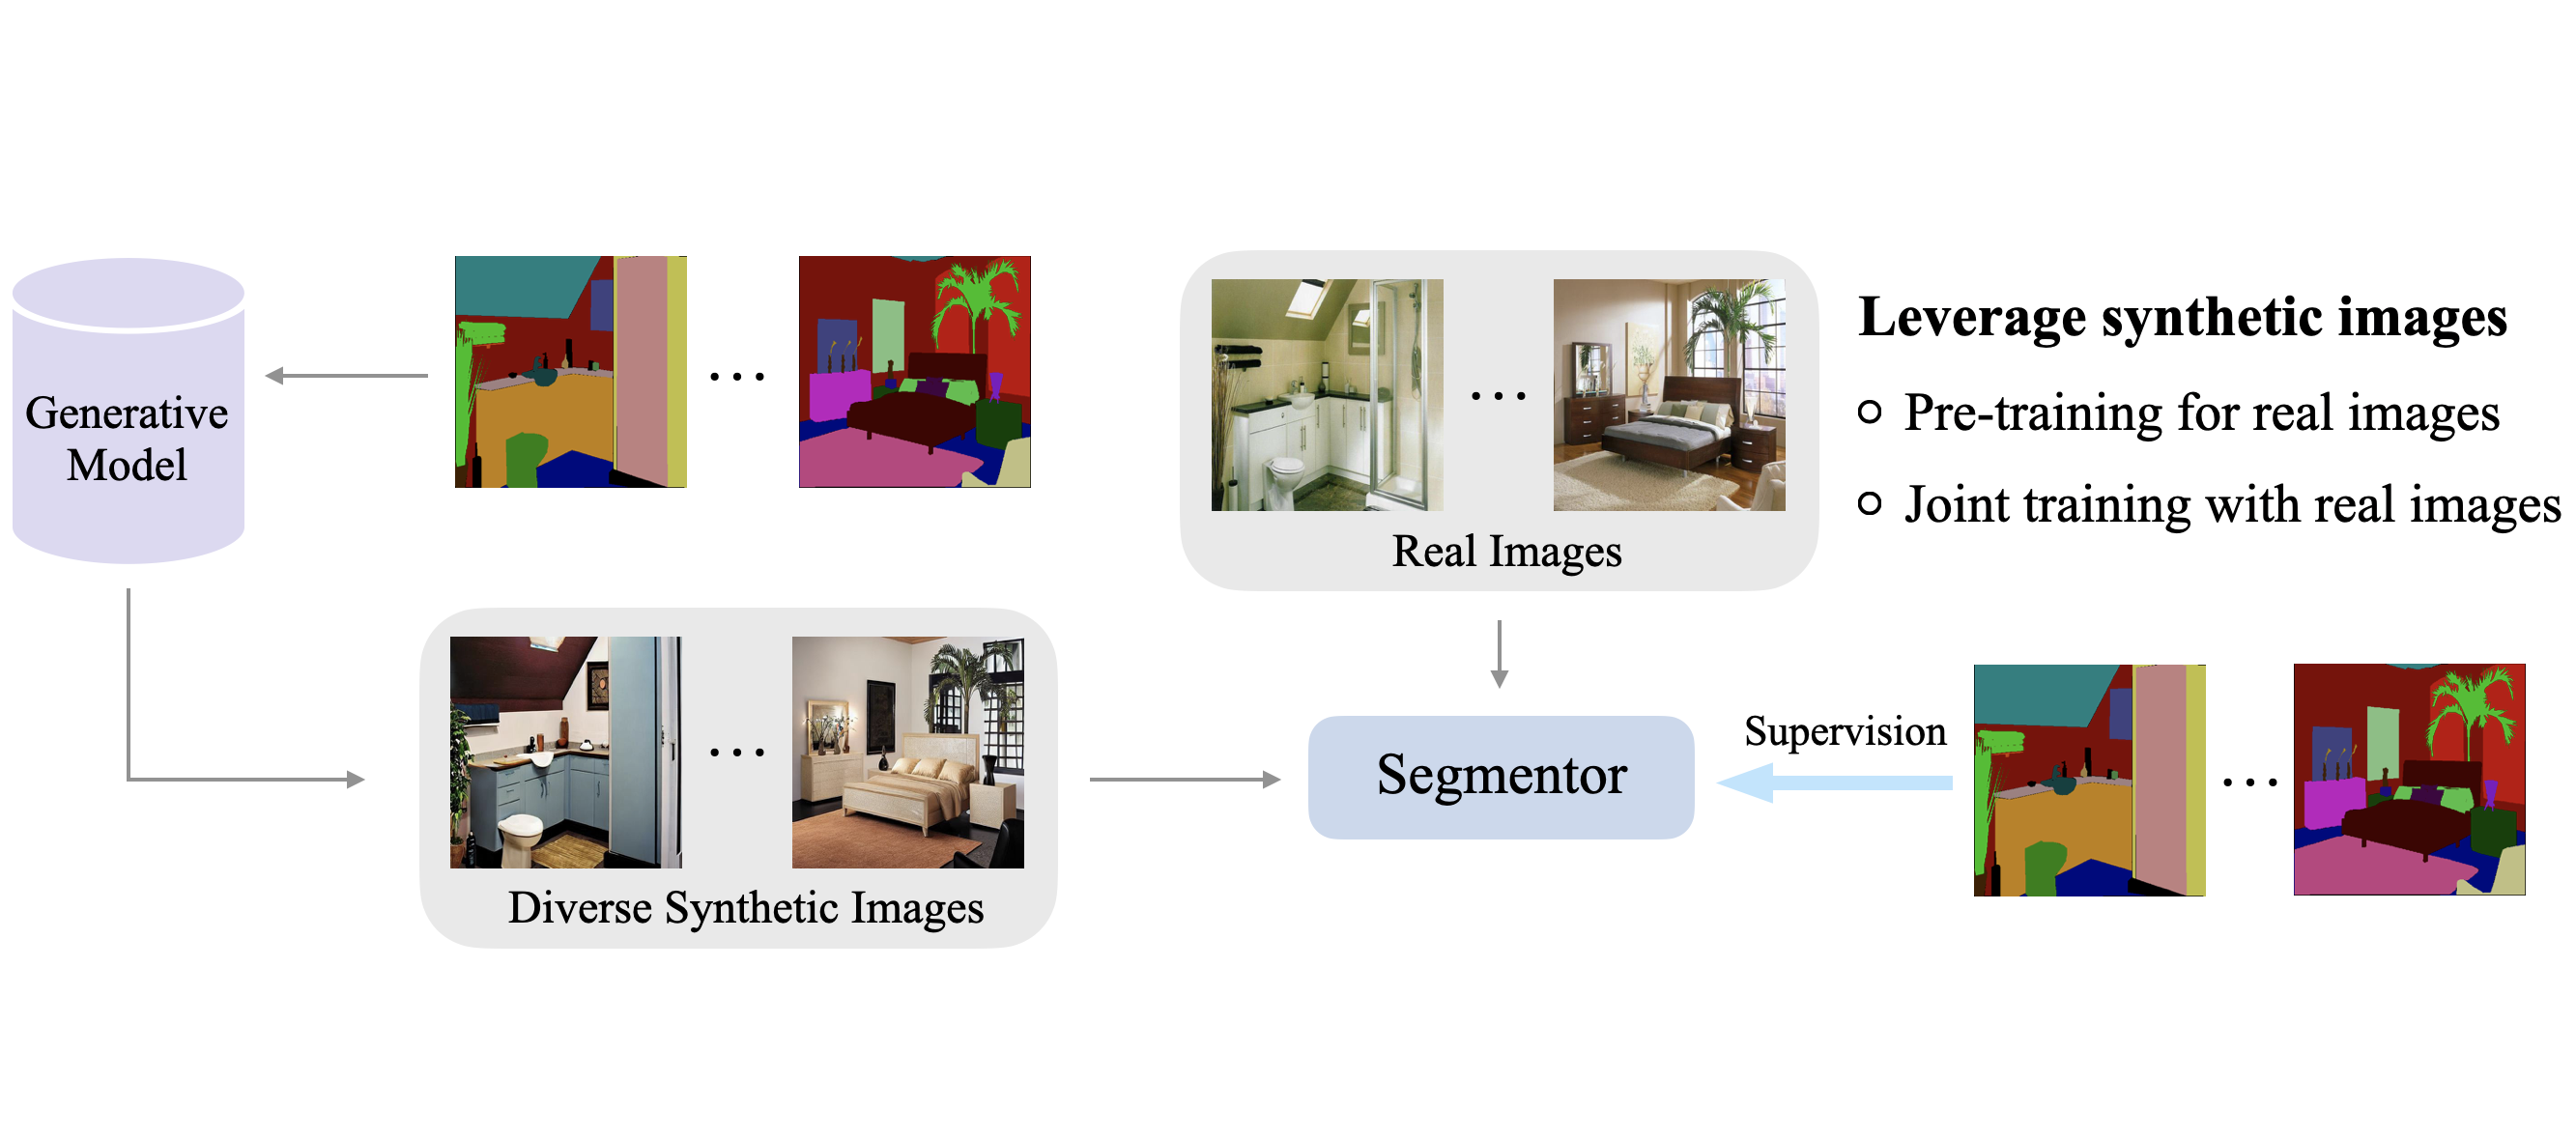 Generative
Model
Real Images
Leverage synthetic images
Pre-training for real images
Joint training with real images
Diverse Synthetic Images
Segmentor
Supervision